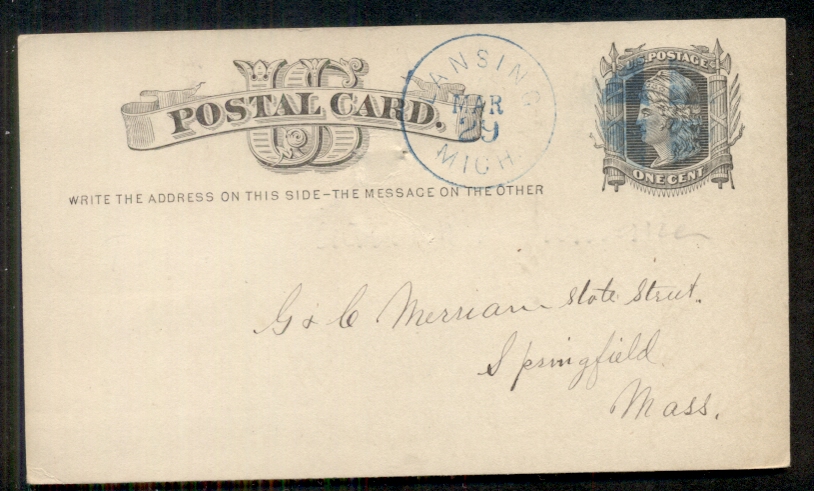 US
POSTAL CARD.
LANSING
MAR
29
MICH.
U.S. POSTAGE
ONE CENT
WRITE THE ADDRESS ON THIS SIDE-THE MESSAGE ON THE OTHER
G & C Merriam State Street.
Springfield
Mass.